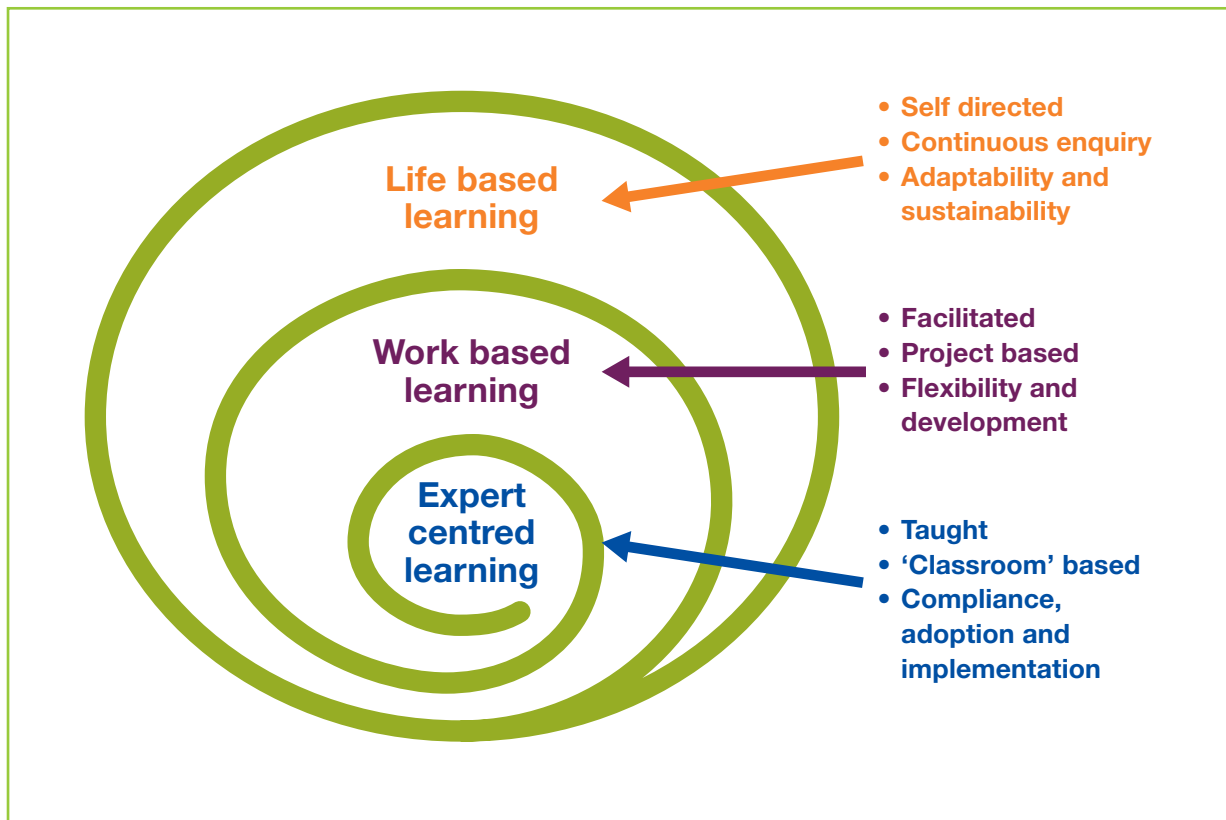 Life based
learning
• Self directed
• Continuous enquiry
• Adaptability and
sustainability
Work based
learning
• Facilitated
• Project based
• Flexibility and
development
Expert
centred
learning
• Taught
• ‘Classroom’ based
• Compliance,
adoption and
implementation